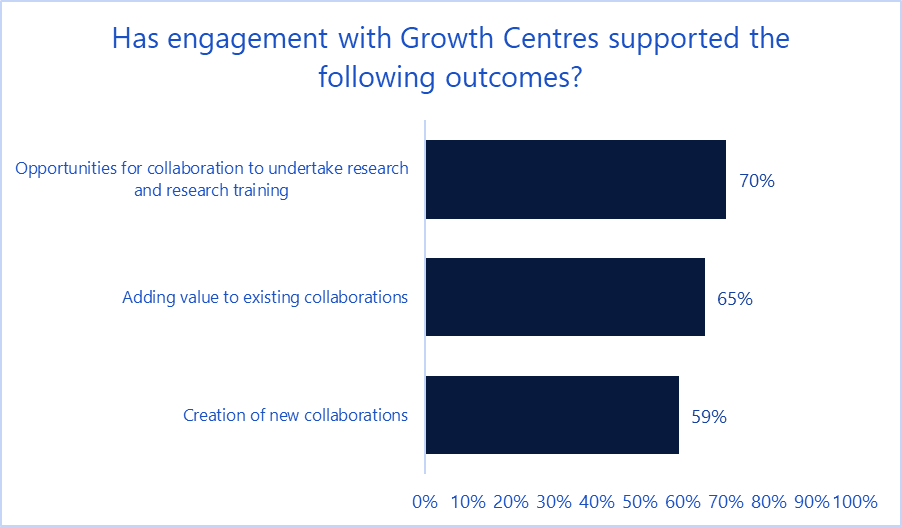 Has engagement with Growth Centres supported the
following outcomes?
Opportunities for collaboration to undertake research
and research training
70%
Adding value to existing collaborations
65%
Creation of new collaborations
59%
0% 10% 20% 30% 40% 50% 60% 70% 80% 90% 100%